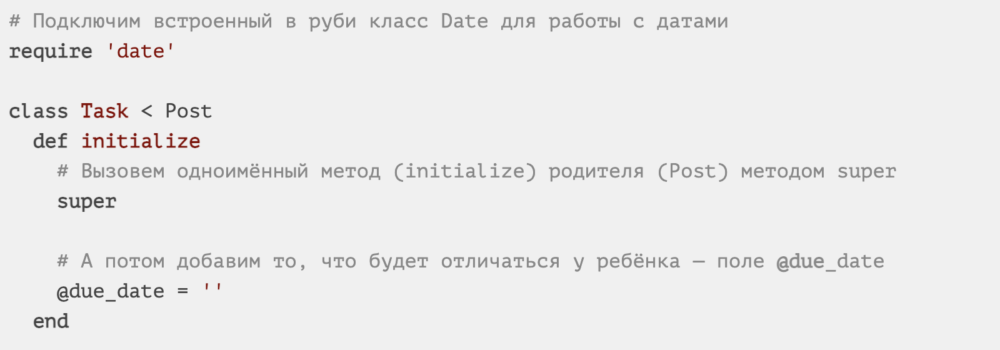 # Подключим встроенный в руби класс Date для работы с датами
require 'date'
class Task < Post
def initialize
# Вызовем одноимённый метод (initialize) родителя (Post) методом super
super
# А потом добавим то, что будет отличаться у ребёнка — поле @due_date
@due_date = ''
end